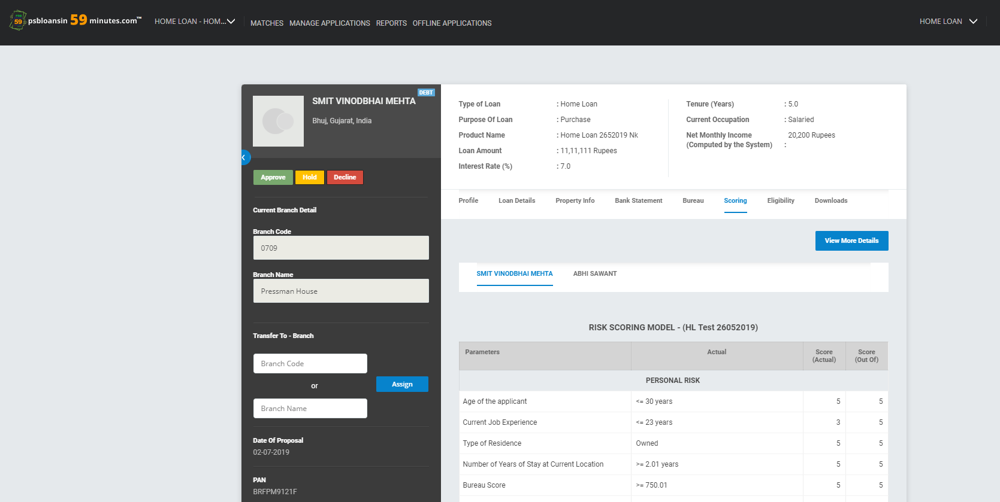 PSB
59
psbloansin 59 minutes.com™
HOME LOAN - HOM...
MATCHES
MANAGE APPLICATIONS
REPORTS
OFFLINE APPLICATIONS
HOME LOAN
DEBT
SMIT VINODBHAI MEHTA
Bhuj, Gujarat, India
Approve
Hold
Decline
Current Branch Detail
Branch Code
0709
Branch Name
Pressman House
Transfer To - Branch
Branch Code
or
Assign
Branch Name
Date Of Proposal
02-07-2019
PAN
BRFPM9121F
Type of Loan : Home Loan
Purpose Of Loan : Purchase
Product Name : Home Loan 2652019 Nk
Loan Amount : 11,11,111 Rupees
Interest Rate (%) : 7.0
Tenure (Years) : 5.0
Current Occupation : Salaried
Net Monthly Income 20,200 Rupees
(Computed by the System) :
Profile
Loan Details
Property Info
Bank Statement
Bureau
Scoring
Eligibility
Downloads
View More Details
SMIT VINODBHAI MEHTA
ABHI SAWANT
RISK SCORING MODEL - (HL Test 26052019)
Parameters Actual Score (Actual) Score (Out Of)
PERSONAL RISK
Age of the applicant <= 30 years 5 5
Current Job Experience <= 23 years 3 5
Type of Residence Owned 5 5
Number of Years of Stay at Current Location >= 2.01 years 5 5
Bureau Score >= 750.01 5 5